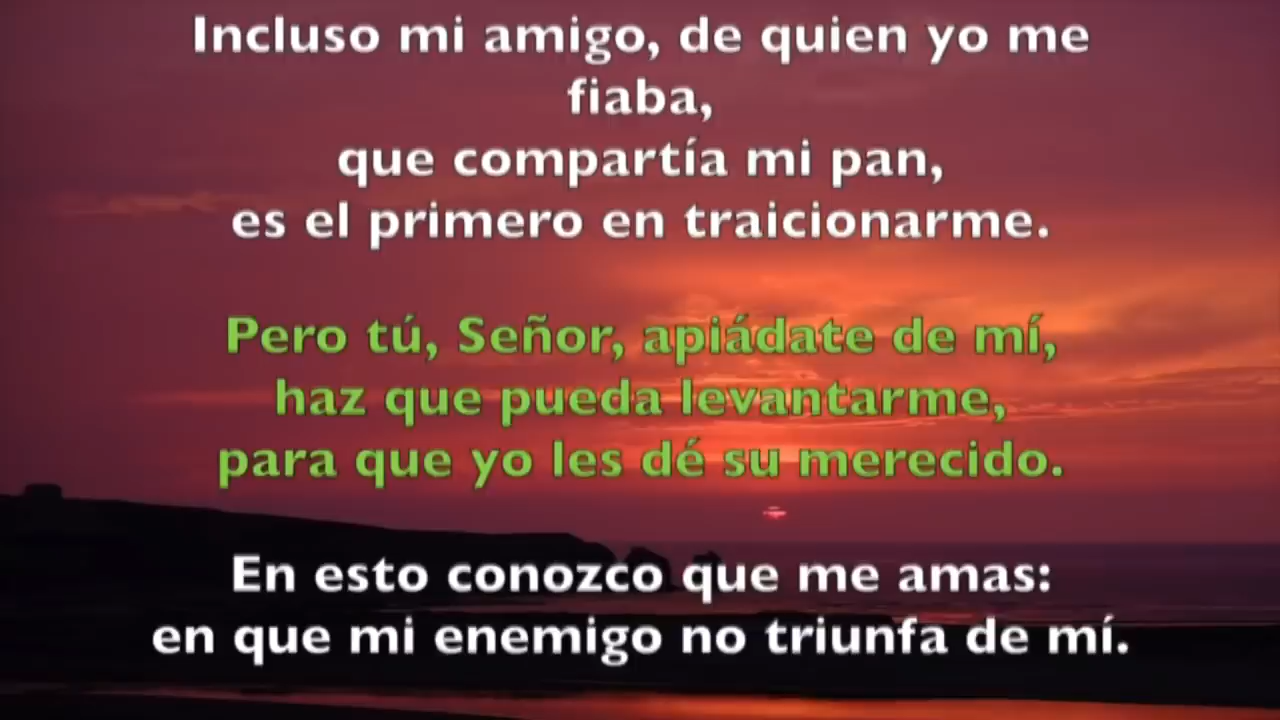 Incluso mi amigo, de quien yo me
fiaba,
que compartía mi pan,
es el primero en traicionarme.
Pero tú, Señor, apiádate de mí,
haz que pueda levantarme,
para que yo les dé su merecido.
En esto conozco que me amas:
en que mi enemigo no triunfa de mí.